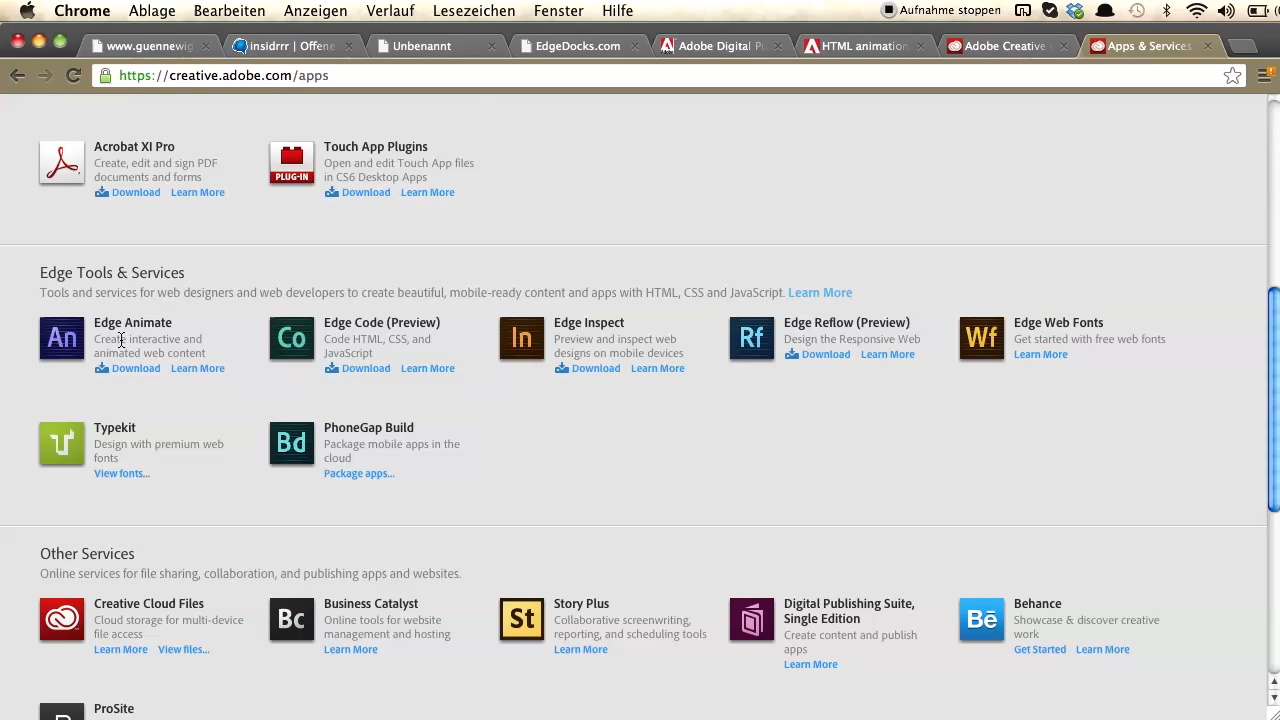 Chrome Ablage Bearbeiten Anzeigen Verlauf Lesezeichen Fenster Hilfe Aufnahme stoppen
www.guennewig insidrrr | Offene Unbenannt EdgeDocks.com Adobe Digital Pu HTML animation Adobe Creative Apps & Services
https://creative.adobe.com/apps
Acrobat XI Pro
Create, edit and sign PDF
documents and forms
Download Learn More
PLUG-IN
Touch App Plugins
Open and edit Touch App files
in CS6 Desktop Apps
Download Learn More
Edge Tools & Services
Tools and services for web designers and web developers to create beautiful, mobile-ready content and apps with HTML, CSS and JavaScript. Learn More
An
Edge Animate
Create interactive and
animated web content
Download Learn More
Co
Edge Code (Preview)
Code HTML, CSS, and
JavaScript
Download Learn More
In
Edge Inspect
Preview and inspect web
designs on mobile devices
Download Learn More
Rf
Edge Reflow (Preview)
Design the Responsive Web
Download Learn More
Wf
Edge Web Fonts
Get started with free web fonts
Learn More
Typekit
Design with premium web
fonts
View fonts...
Bd
PhoneGap Build
Package mobile apps in the
cloud
Package apps...
Other Services
Online services for file sharing, collaboration, and publishing apps and websites.
Creative Cloud Files
Cloud storage for multi-device
file access
Learn More View files...
Bc
Business Catalyst
Online tools for website
management and hosting
Learn More
St
Story Plus
Collaborative screenwriting,
reporting, and scheduling tools
Learn More
Digital Publishing Suite,
Single Edition
Create content and publish
apps
Learn More
Bē
Behance
Showcase & discover creative
work
Get Started Learn More
ProSite